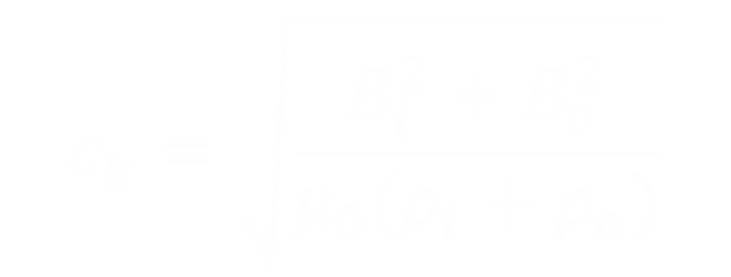 c_k = √((B_i^2 + B_o^2) / (μ_0(ρ_i + ρ_o)))